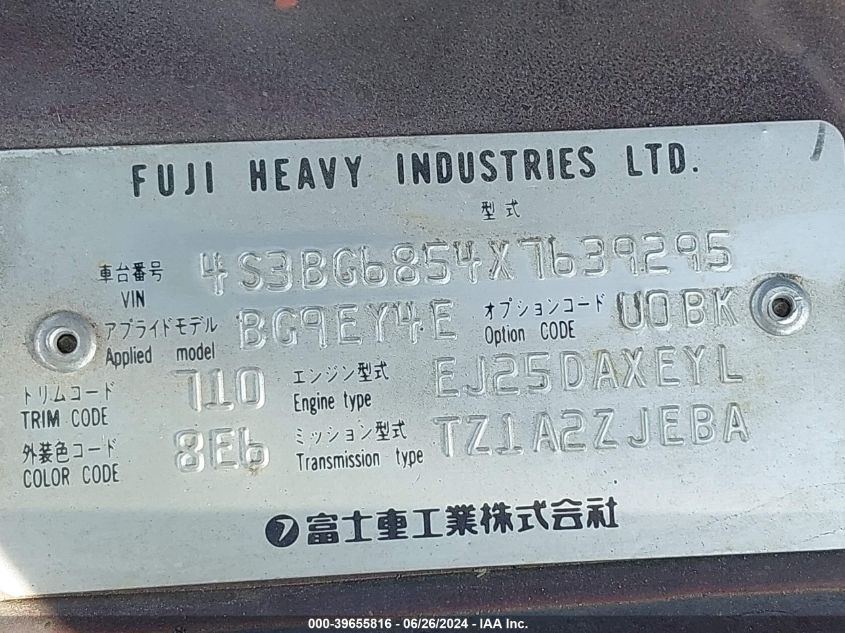 FUJI HEAVY INDUSTRIES LTD.
型式
車台番号 4S3BG6854X7639295
VIN
アプライドモデル BG9EY4E オプションコード U0BK
Applied model Option CODE
トリムコード 710 エンジン型式 EJ25DAXEYL
TRIM CODE Engine type
外装色コード 8E6 ミッション型式 TZ1A2ZJEBA
COLOR CODE Transmission type
富士重工業株式会社
000-39655816 - 06/26/2024 - IAA Inc.